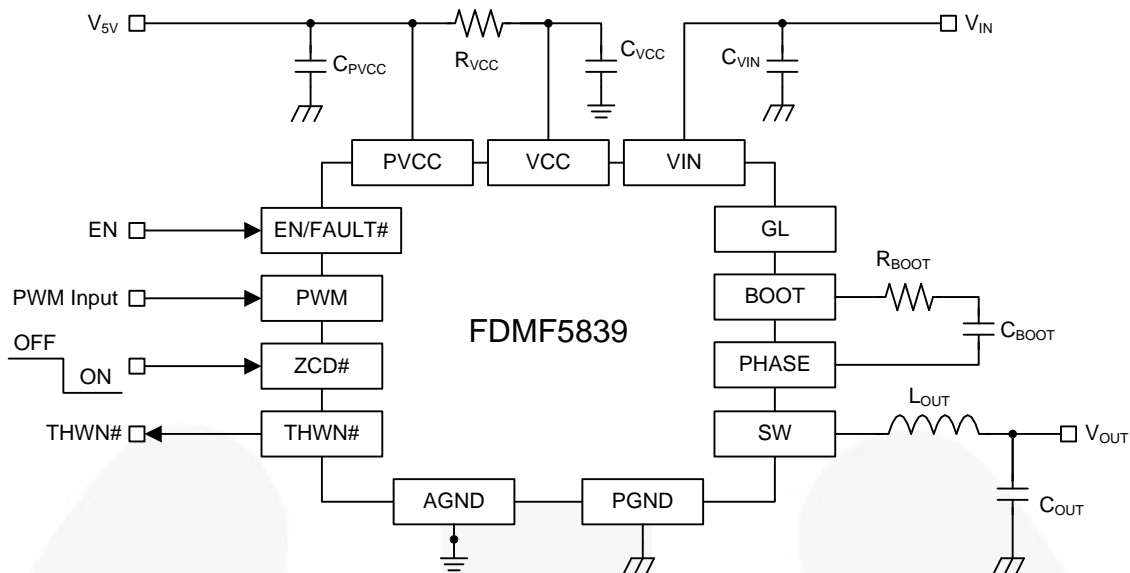 V5V
CPVCC
RVCC
CVCC
CVIN
VIN
PVCC
VCC
VIN
EN
EN/FAULT#
GL
RBOOT
PWM Input
PWM
BOOT
FDMF5839
CBOOT
OFF
ON
ZCD#
PHASE
LOUT
THWN#
THWN#
SW
VOUT
AGND
PGND
COUT